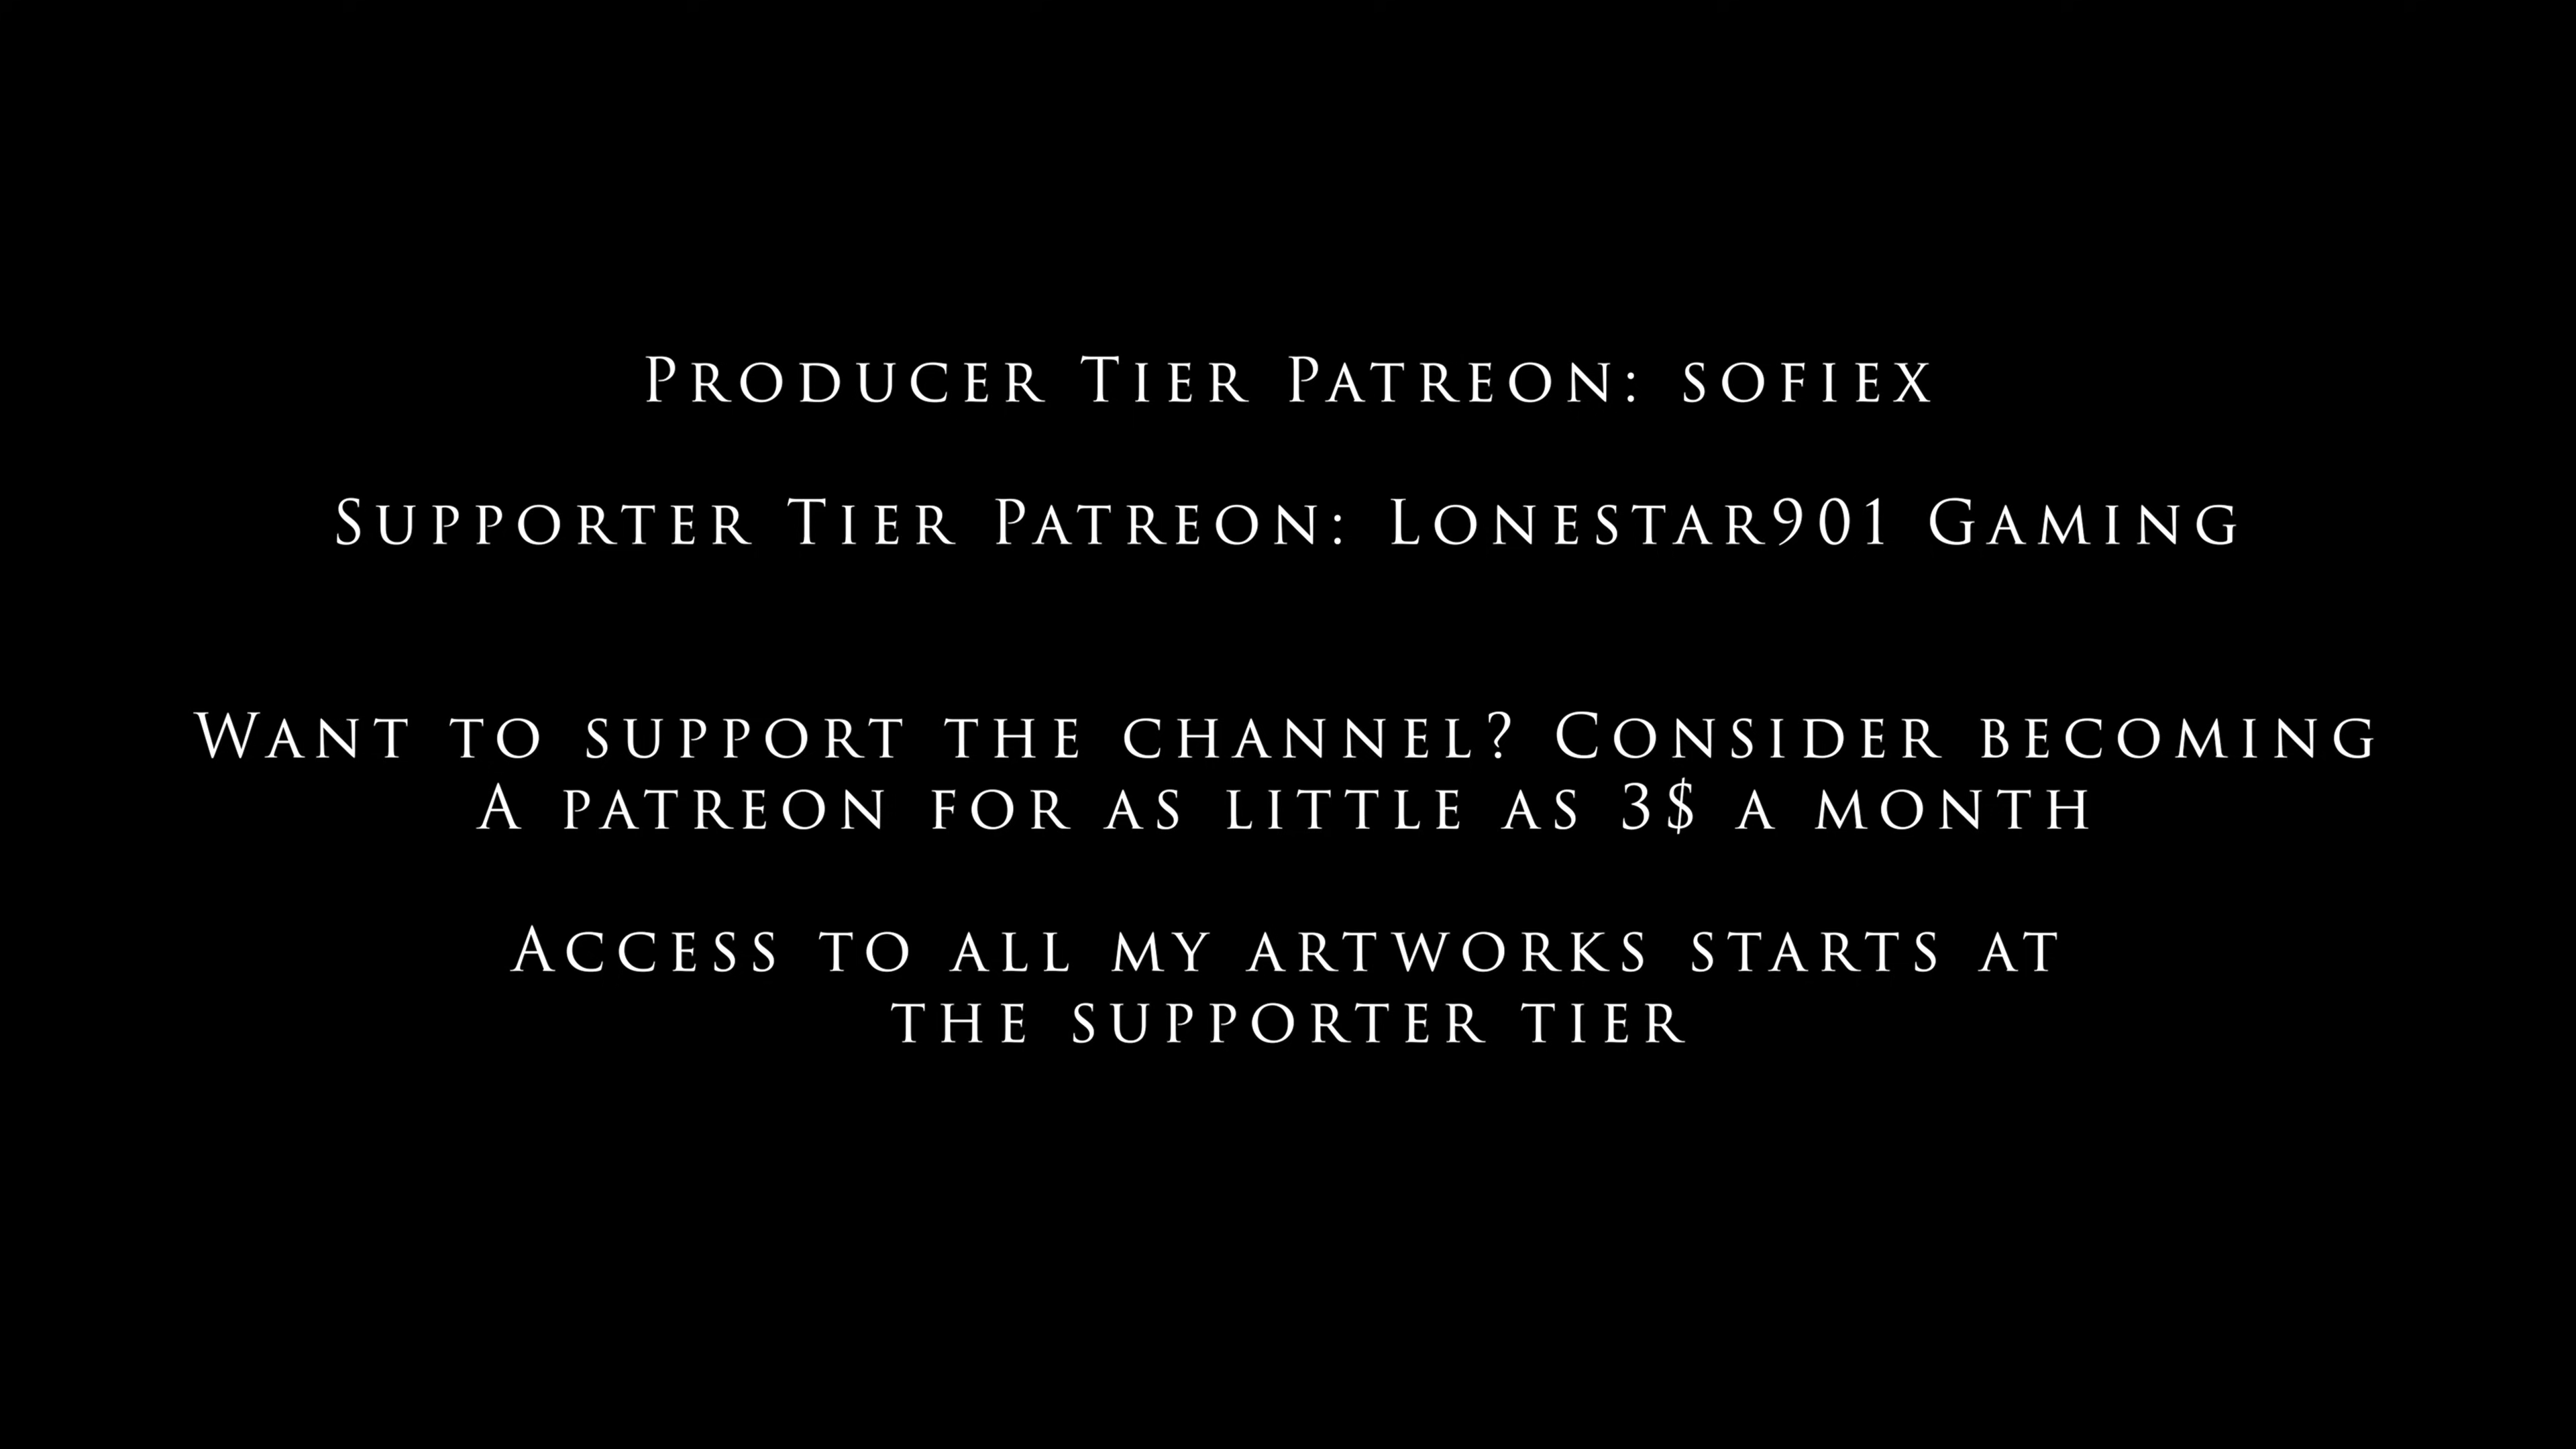 Producer Tier Patreon: sofiex
Supporter Tier Patreon: Lonestar901 Gaming
Want to support the channel? Consider becoming
A patreon for as little as 3$ a month
Access to all my artworks starts at
the supporter tier